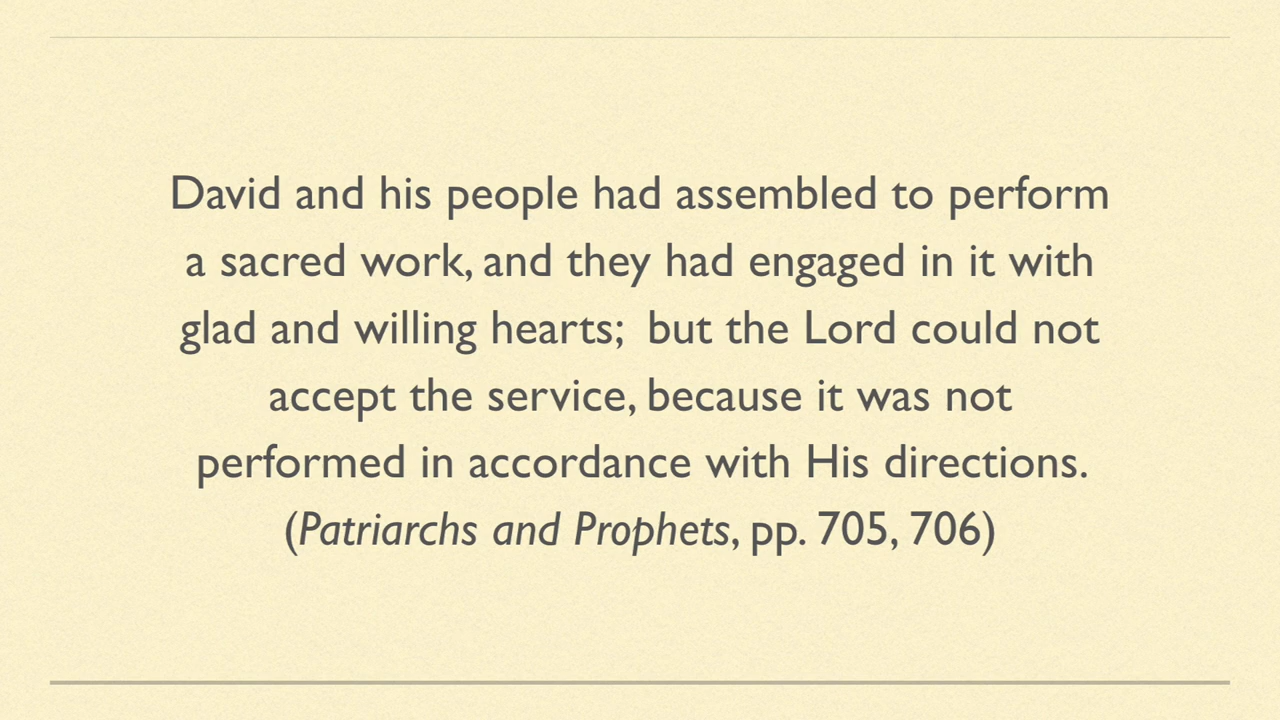 David and his people had assembled to perform
a sacred work, and they had engaged in it with
glad and willing hearts;  but the Lord could not
accept the service, because it was not
performed in accordance with His directions.
(Patriarchs and Prophets, pp. 705, 706)